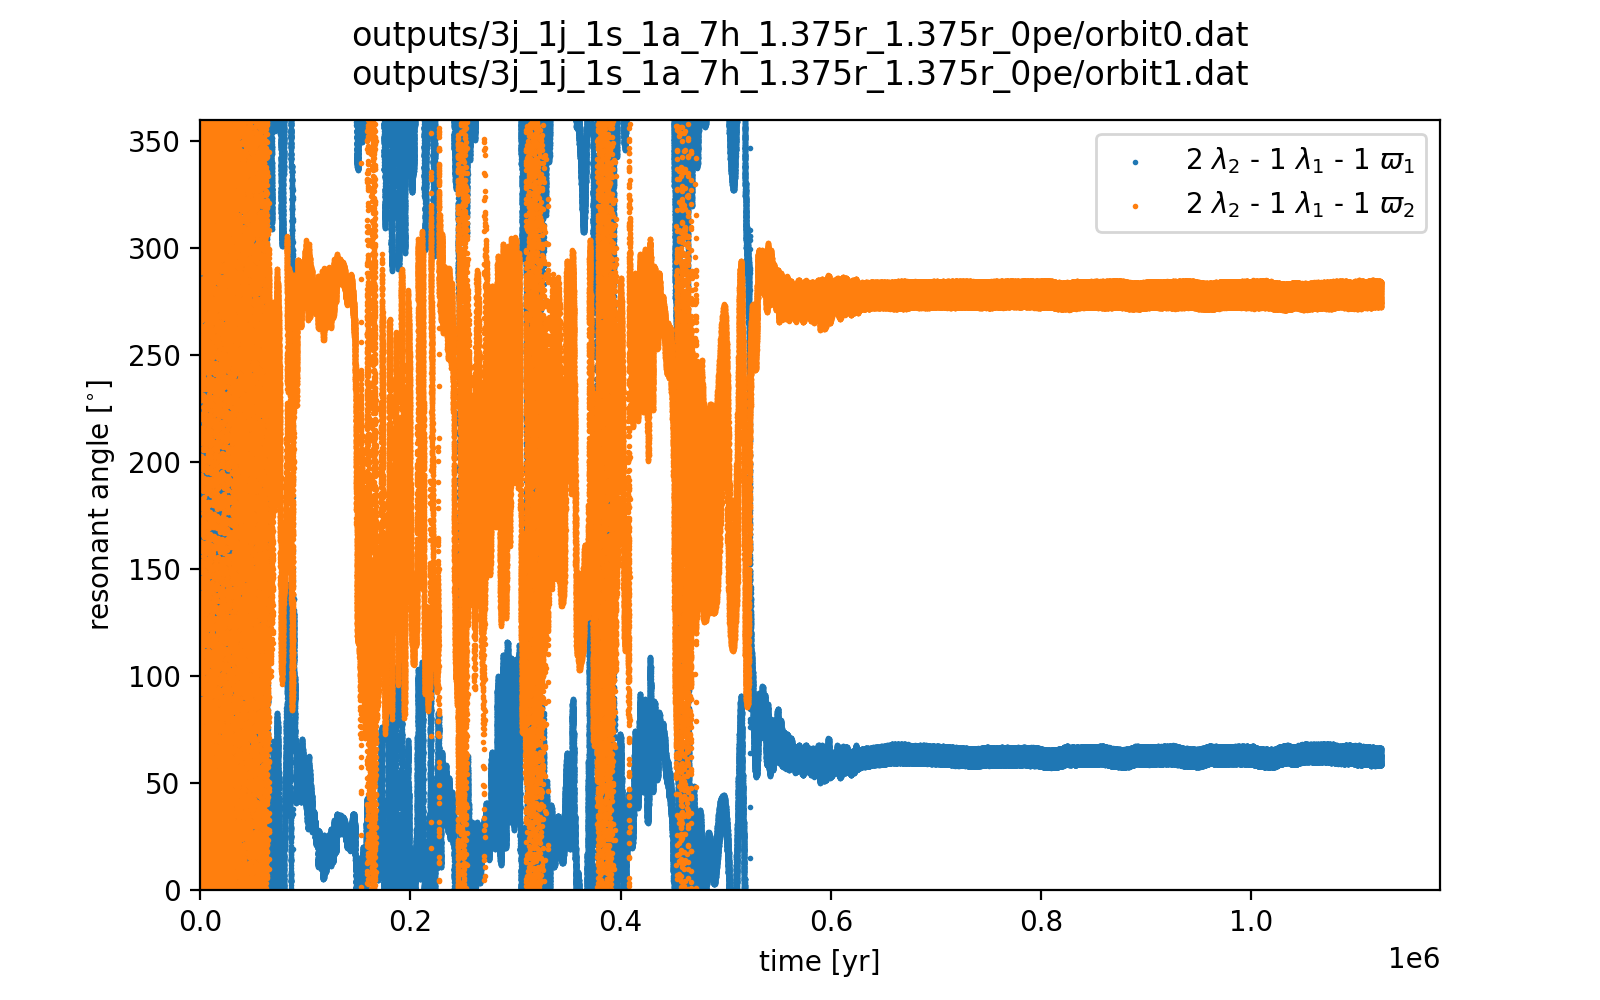 outputs/3j_1j_1s_1a_7h_1.375r_1.375r_0pe/orbit0.dat
outputs/3j_1j_1s_1a_7h_1.375r_1.375r_0pe/orbit1.dat
2 λ₂ - 1 λ₁ - 1 ϖ₁
2 λ₂ - 1 λ₁ - 1 ϖ₂
resonant angle [°]
350
300
250
200
150
100
50
0
0.0 0.2 0.4 0.6 0.8 1.0
time [yr]
1e6